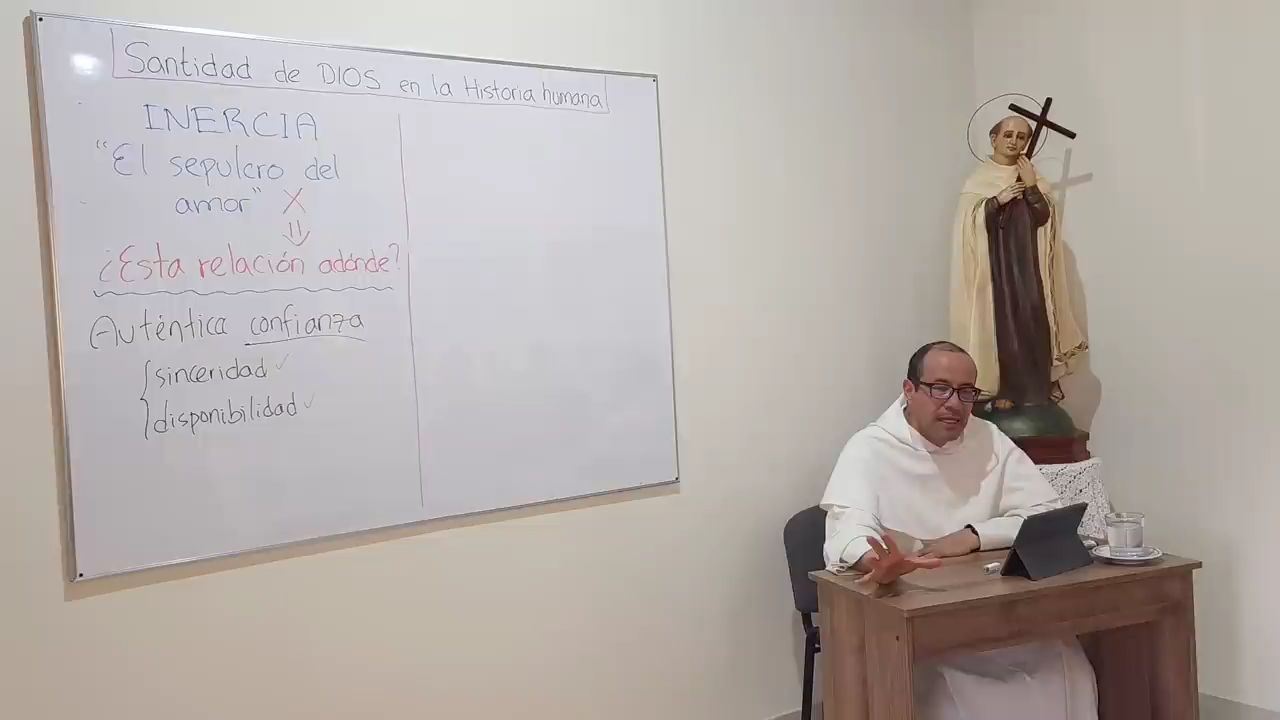 Santidad de DIOS en la Historia humana
INERCIA
"El sepulcro del
amor" X
¿Esta relación adónde?
Auténtica confianza
sinceridad ✓
disponibilidad ✓